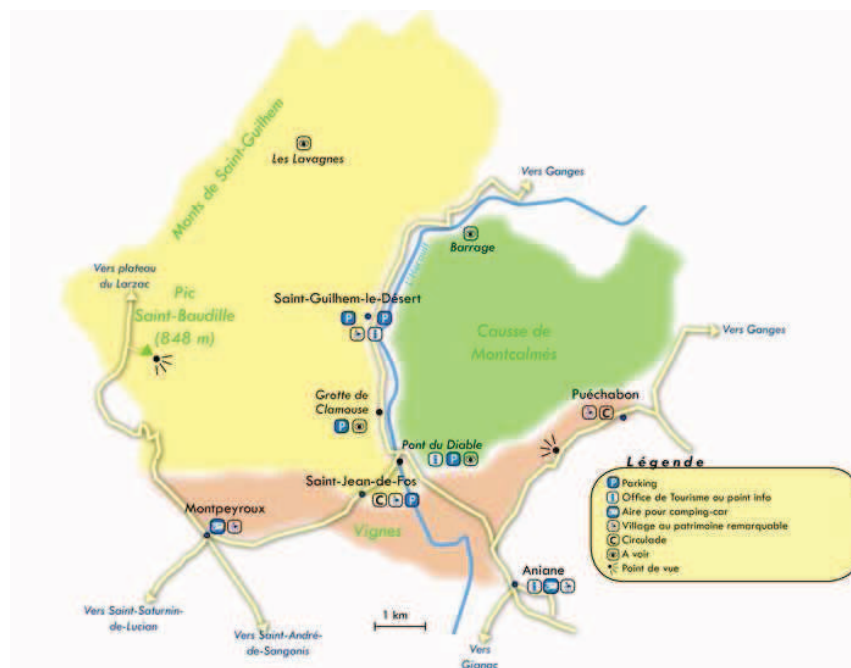 Monts de Saint-Guilhem
Les Lavagnes
Vers Ganges
Barrage
L'Hérault
Vers plateau
du Larzac
Pic
Saint-Baudille
(848 m)
Saint-Guilhem-le-Désert
P
P
i
Causse de
Montcalmés
Vers Ganges
Grotte de
Clamouse
P
Puéchabon
C
Pont du Diable
i
P
Saint-Jean-de-Fos
C
P
Montpeyroux
Vignes
Aniane
i
Vers Saint-Saturnin-
de-Lucian
Vers Saint-André-
de-Sangonis
1 km
Vers
Gignac
Légende
P Parking
i Office de Tourisme ou point info
Aire pour camping-car
Village au patrimoine remarquable
C Circulade
A voir
Point de vue